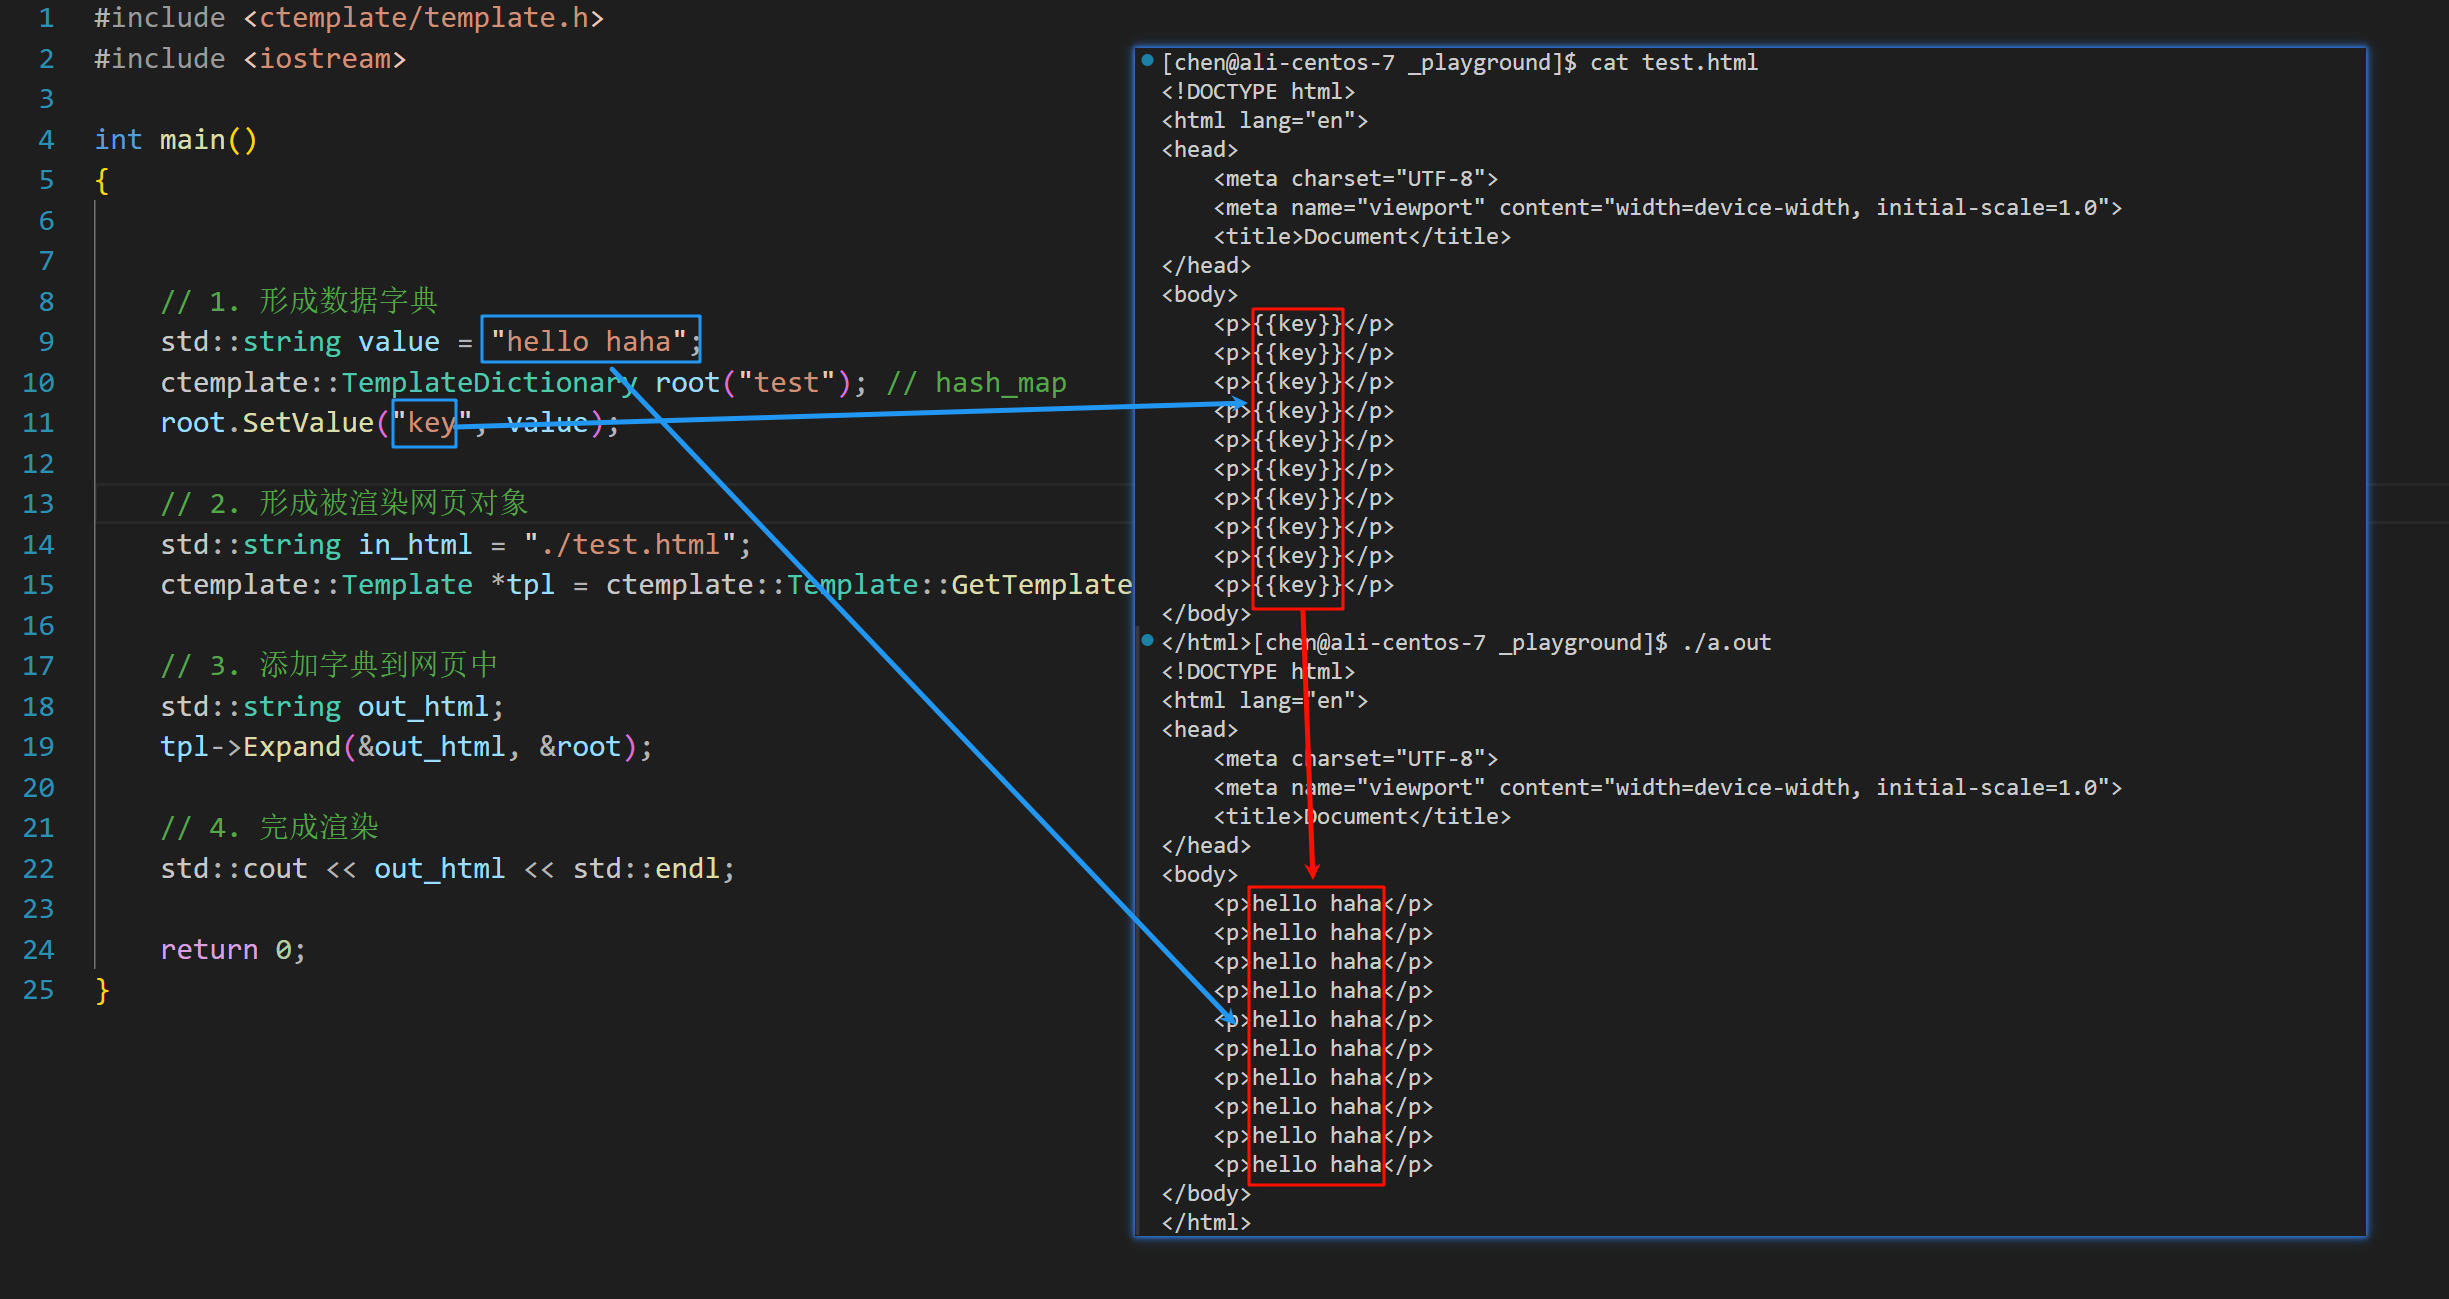 1 #include <ctemplate/template.h>
2 #include <iostream>
3
4 int main()
5 {
6
7
8 // 1. 形成数据字典
9 std::string value = "hello haha";
10 ctemplate::TemplateDictionary root("test"); // hash_map
11 root.SetValue("key", value);
12
13 // 2. 形成被渲染网页对象
14 std::string in_html = "./test.html";
15 ctemplate::Template *tpl = ctemplate::Template::GetTemplate
16
17 // 3. 添加字典到网页中
18 std::string out_html;
19 tpl->Expand(&out_html, &root);
20
21 // 4. 完成渲染
22 std::cout << out_html << std::endl;
23
24 return 0;
25 }
[chen@ali-centos-7 _playground]$ cat test.html
<!DOCTYPE html>
<html lang="en">
<head>
<meta charset="UTF-8">
<meta name="viewport" content="width=device-width, initial-scale=1.0">
<title>Document</title>
</head>
<body>
<p>{{key}}</p>
<p>{{key}}</p>
<p>{{key}}</p>
<p>{{key}}</p>
<p>{{key}}</p>
<p>{{key}}</p>
<p>{{key}}</p>
<p>{{key}}</p>
<p>{{key}}</p>
<p>{{key}}</p>
</body>
</html>[chen@ali-centos-7 _playground]$ ./a.out
<!DOCTYPE html>
<html lang="en">
<head>
<meta charset="UTF-8">
<meta name="viewport" content="width=device-width, initial-scale=1.0">
<title>Document</title>
</head>
<body>
<p>hello haha</p>
<p>hello haha</p>
<p>hello haha</p>
<p>hello haha</p>
<p>hello haha</p>
<p>hello haha</p>
<p>hello haha</p>
<p>hello haha</p>
<p>hello haha</p>
<p>hello haha</p>
</body>
</html>